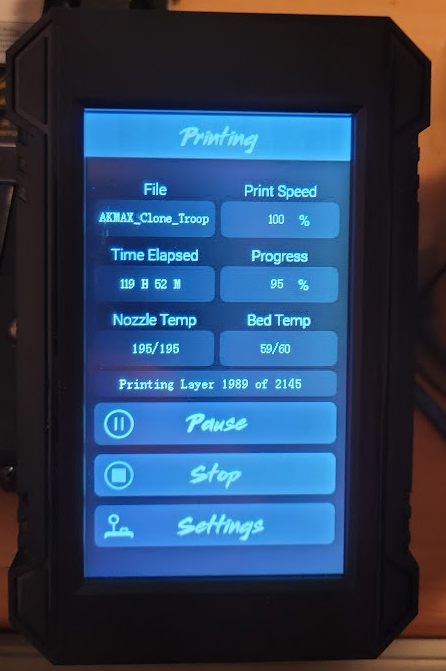 Printing
File
Print Speed
AKMAX_Clone_Troop
100 %
Time Elapsed
Progress
119 H 52 M
95 %
Nozzle Temp
Bed Temp
195/195
59/60
Printing Layer 1989 of 2145
Pause
Stop
Settings